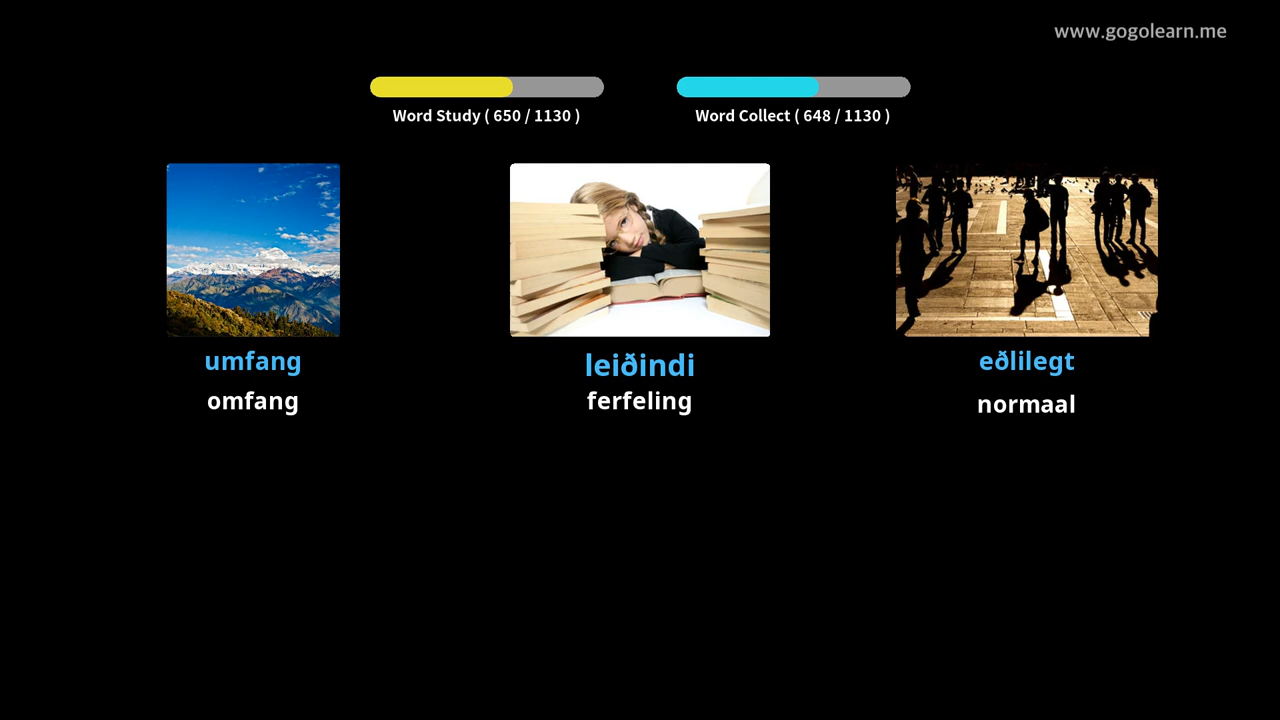 www.gogolearn.me
Word Study ( 650 / 1130 )
Word Collect ( 648 / 1130 )
umfang
omfang
leiðindi
ferfeling
eðlilegt
normaal